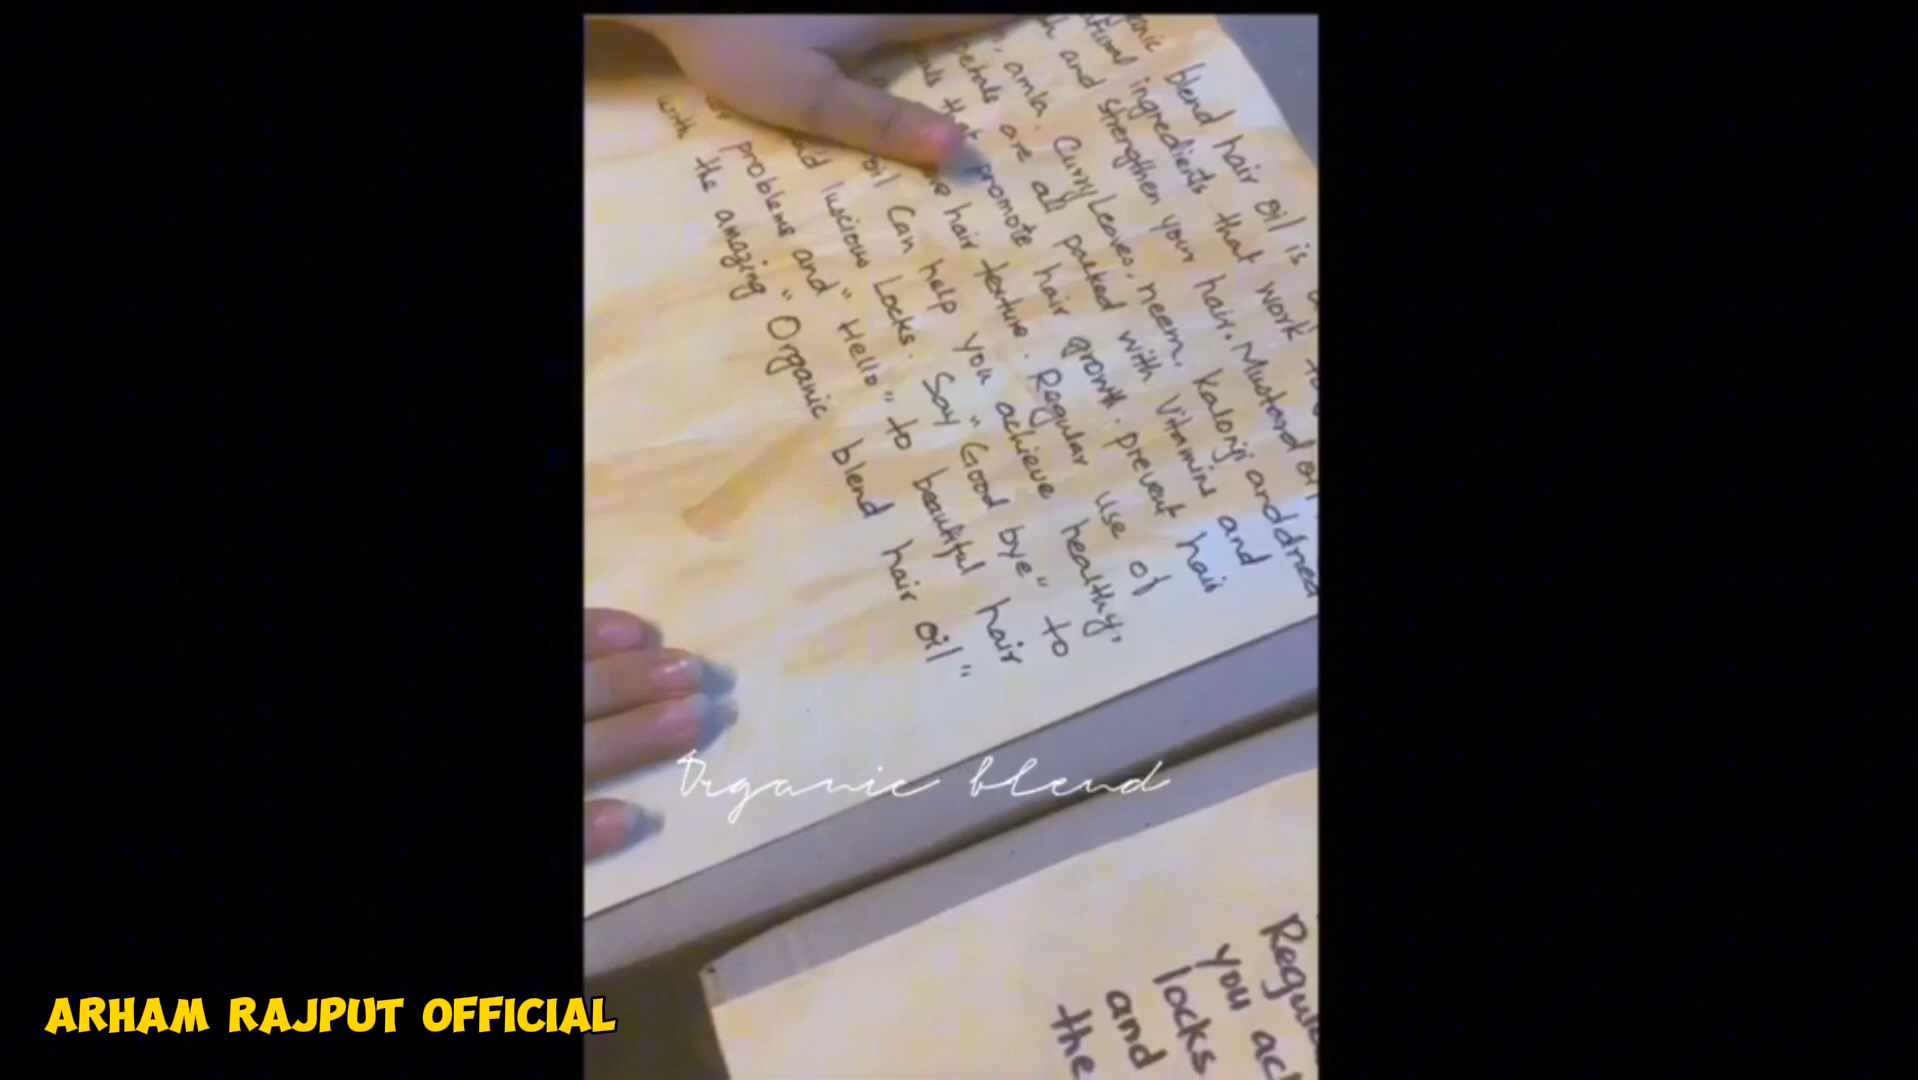 blend hair oil is
ingredients that work
and strengthen your hair. Mustard oil
amla. Curry Leaves, neem, kalonji and dried
are all packed with Vitamins and
that promote hair growth. prevent hair
hair texture. Regular use of
oil Can help you achieve healthy,
luscious Locks. Say "Good bye" to
problems and "Hello" to beautiful hair
with the amazing "Organic blend hair oil"
Organic blend
you
locks
and
the
ARHAM RAJPUT OFFICIAL